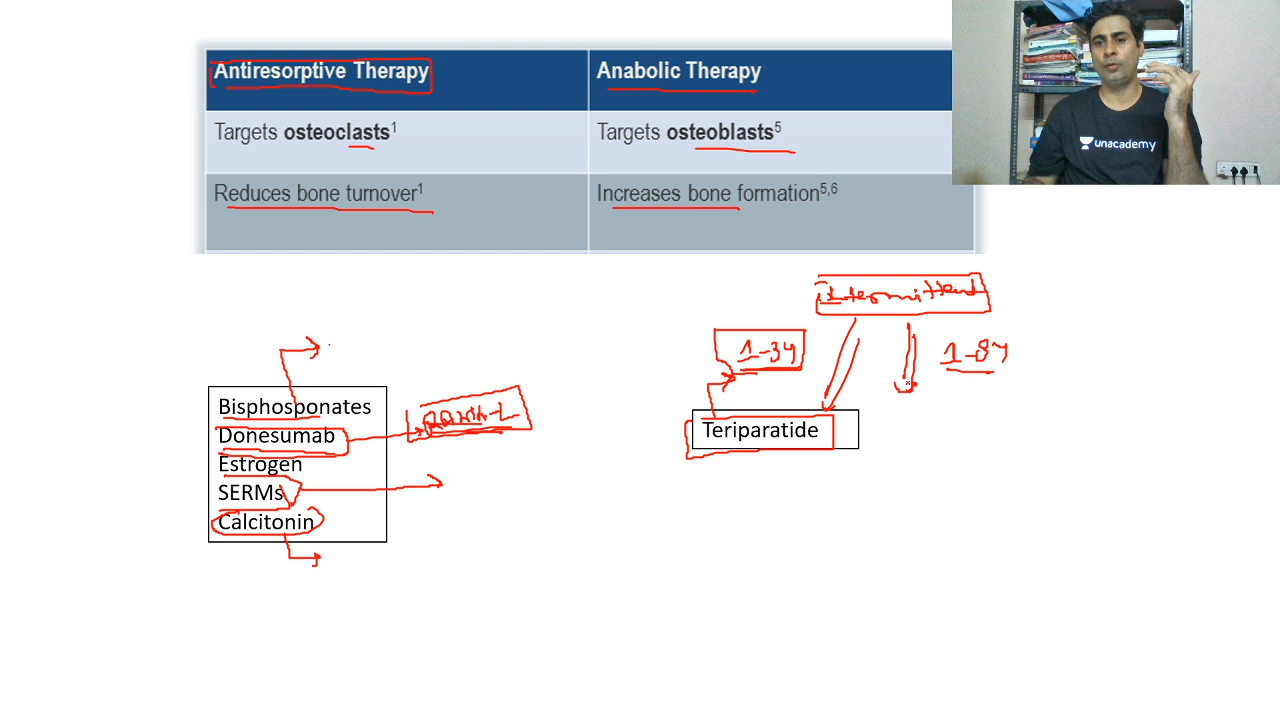 Antiresorptive Therapy
Anabolic Therapy
Targets osteoclasts1
Targets osteoblasts5
Reduces bone turnover1
Increases bone formation5,6
unacademy
intermittent
1-34
1-84
Bisphosponates
Donesumab
RANK-L
Estrogen
SERMs
Calcitonin
Teriparatide